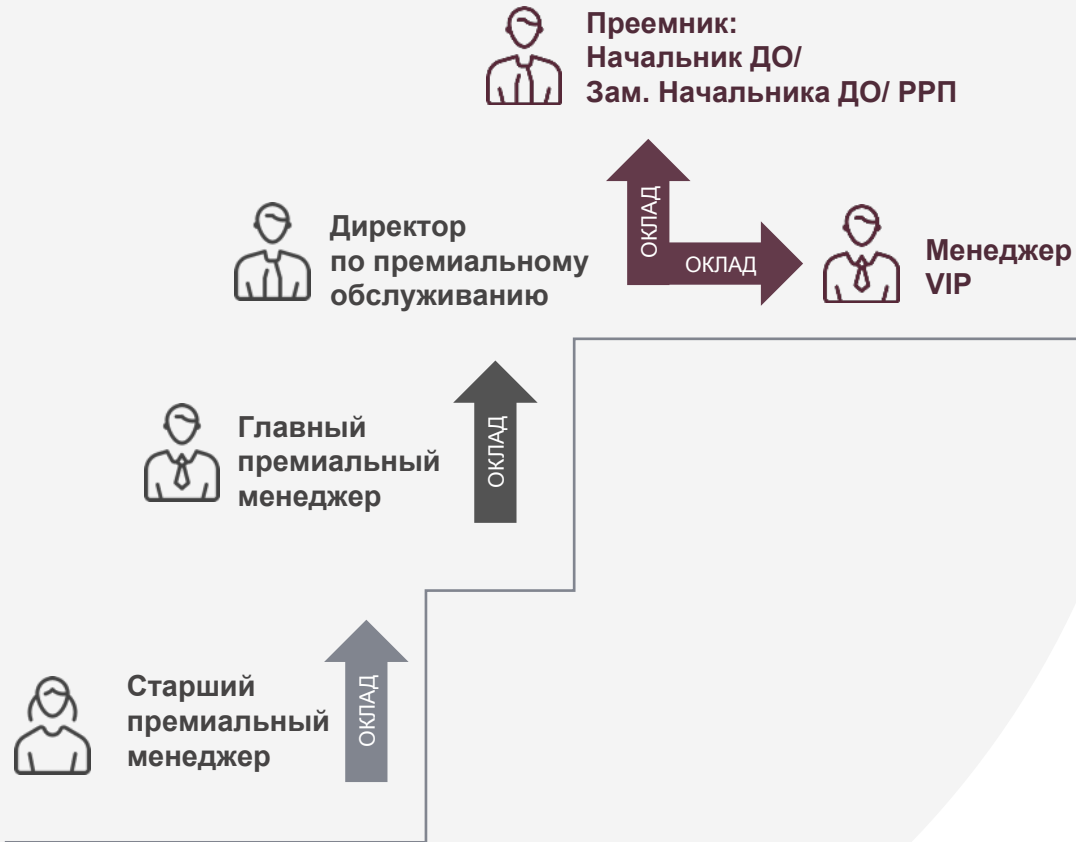 Преемник:
Начальник ДО/
Зам. Начальника ДО/ РРП
ОКЛАД
ОКЛАД
Директор
по премиальному
обслуживанию
Менеджер
VIP
ОКЛАД
Главный
премиальный
менеджер
ОКЛАД
Старший
премиальный
менеджер